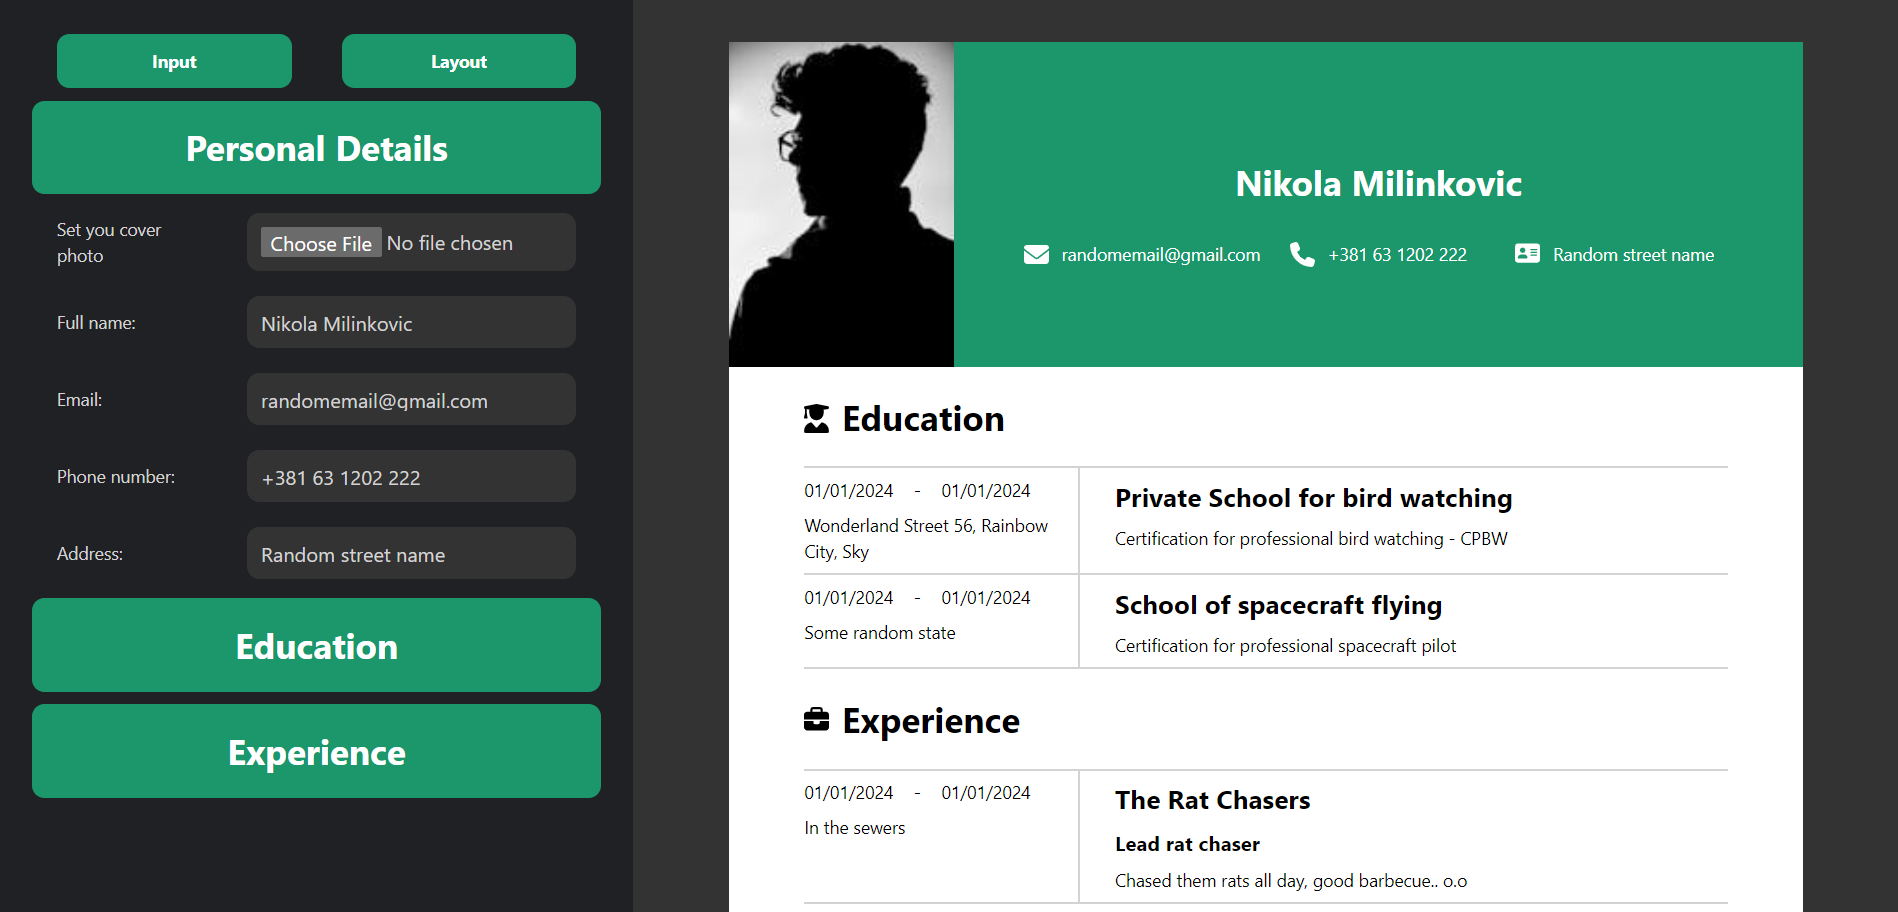 Input
Layout
Personal Details
Set you cover
photo
Choose File No file chosen
Full name:
Nikola Milinkovic
Email:
randomemail@gmail.com
Phone number:
+381 63 1202 222
Address:
Random street name
Education
Experience
Nikola Milinkovic
randomemail@gmail.com
+381 63 1202 222
Random street name
Education
01/01/2024 - 01/01/2024
Wonderland Street 56, Rainbow
City, Sky
Private School for bird watching
Certification for professional bird watching - CPBW
01/01/2024 - 01/01/2024
Some random state
School of spacecraft flying
Certification for professional spacecraft pilot
Experience
01/01/2024 - 01/01/2024
In the sewers
The Rat Chasers
Lead rat chaser
Chased them rats all day, good barbecue.. o.o